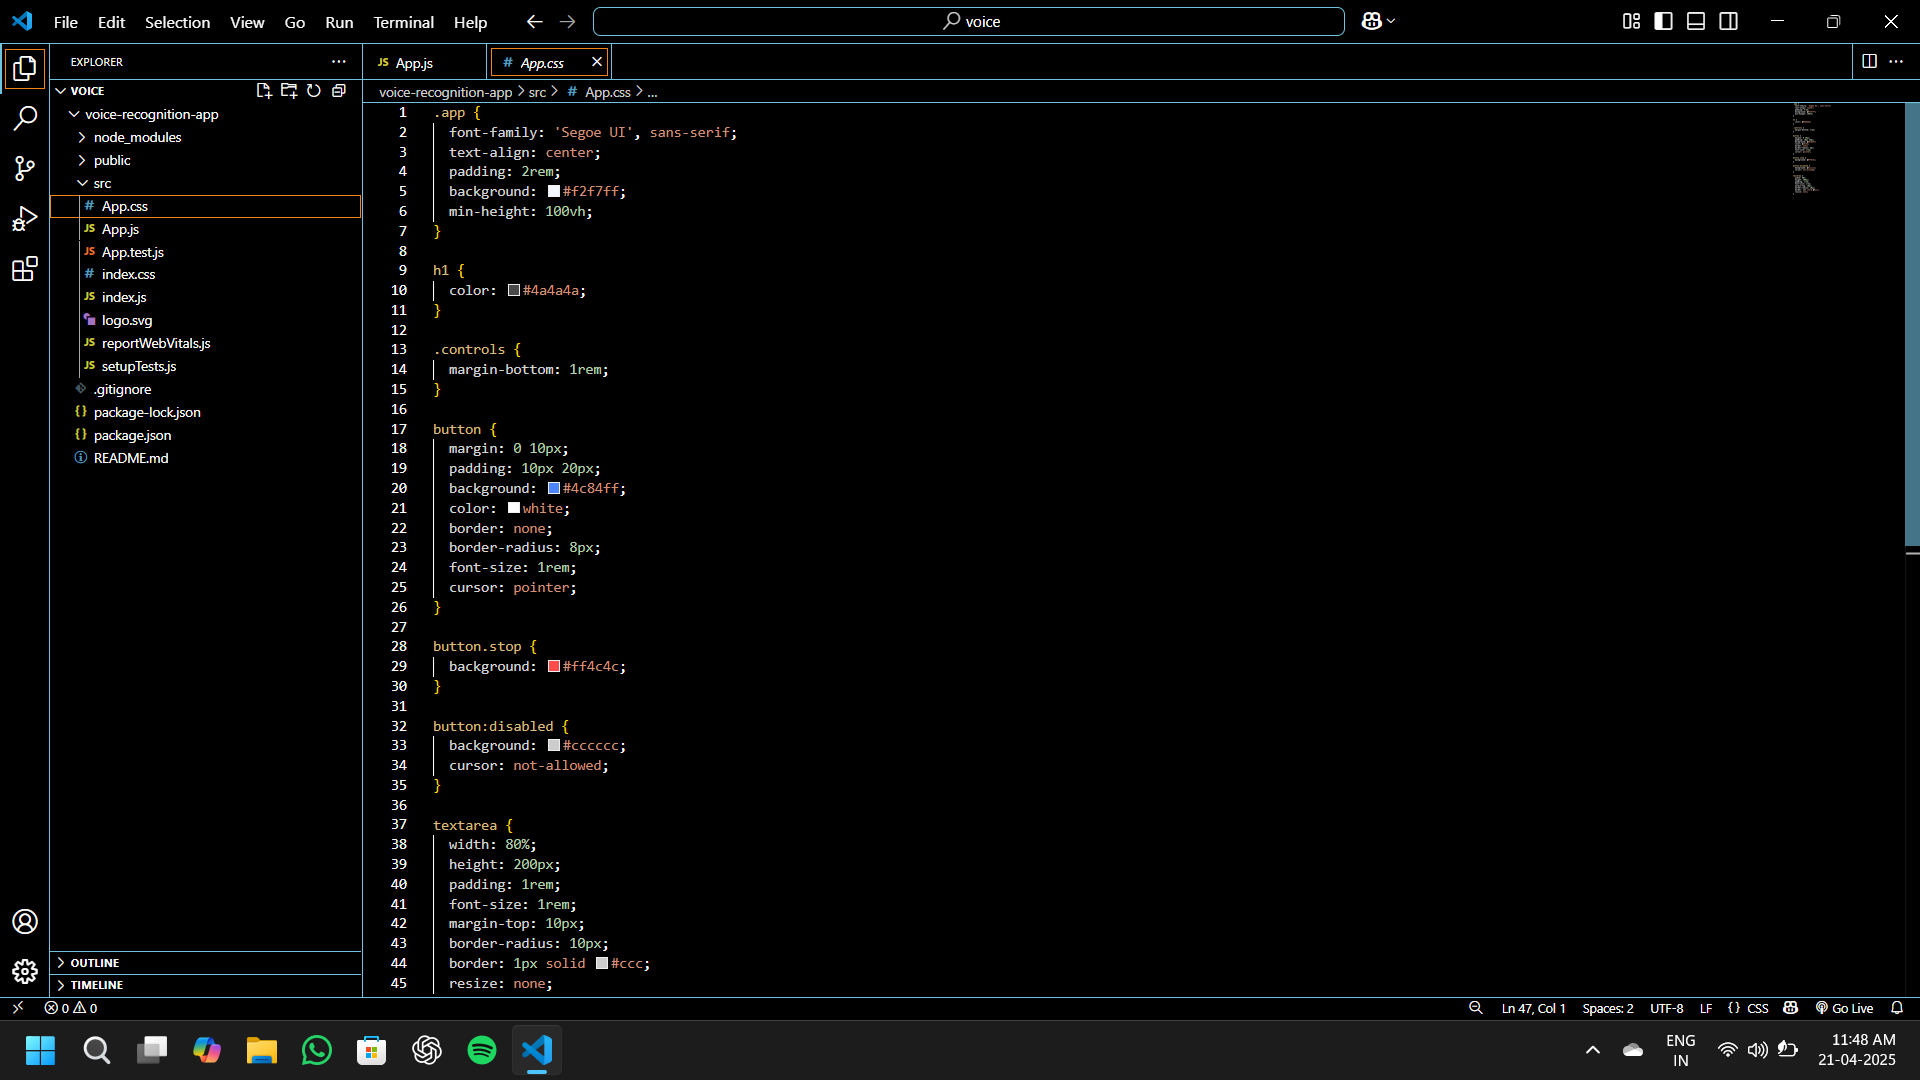 File Edit Selection View Go Run Terminal Help
voice
EXPLORER
VOICE
voice-recognition-app
node_modules
public
src
# App.css
JS App.js
JS App.test.js
# index.css
JS index.js
logo.svg
JS reportWebVitals.js
JS setupTests.js
.gitignore
{} package-lock.json
{} package.json
README.md
OUTLINE
TIMELINE
JS App.js
# App.css
voice-recognition-app > src > # App.css > ...
1 .app {
2 font-family: 'Segoe UI', sans-serif;
3 text-align: center;
4 padding: 2rem;
5 background: #f2f7ff;
6 min-height: 100vh;
7 }
8
9 h1 {
10 color: #4a4a4a;
11 }
12
13 .controls {
14 margin-bottom: 1rem;
15 }
16
17 button {
18 margin: 0 10px;
19 padding: 10px 20px;
20 background: #4c84ff;
21 color: white;
22 border: none;
23 border-radius: 8px;
24 font-size: 1rem;
25 cursor: pointer;
26 }
27
28 button.stop {
29 background: #ff4c4c;
30 }
31
32 button:disabled {
33 background: #cccccc;
34 cursor: not-allowed;
35 }
36
37 textarea {
38 width: 80%;
39 height: 200px;
40 padding: 1rem;
41 font-size: 1rem;
42 margin-top: 10px;
43 border-radius: 10px;
44 border: 1px solid #ccc;
45 resize: none;
0 0
Ln 47, Col 1 Spaces: 2 UTF-8 LF {} CSS Go Live
ENG
IN
11:48 AM
21-04-2025